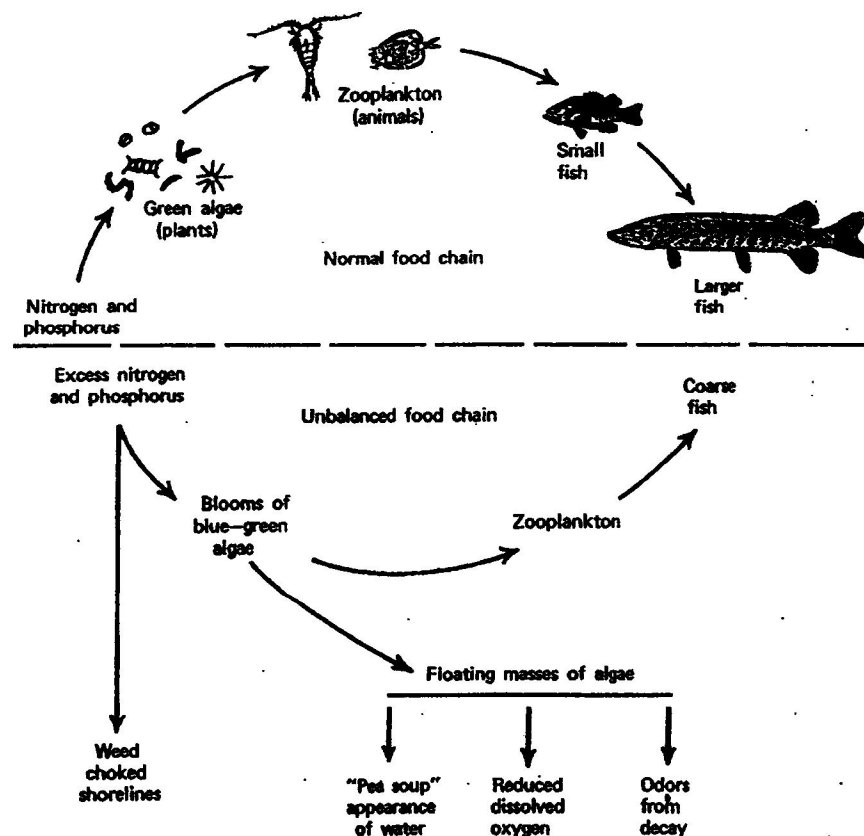 Zooplankton
(animals)
Small
fish
Green algae
(plants)
Normal food chain
Larger
fish
Nitrogen and
phosphorus
Excess nitrogen
and phosphorus
Coarse
fish
Unbalanced food chain
Blooms of
blue-green
algae
Zooplankton
Floating masses of algae
Weed
choked
shorelines
"Pea soup"
appearance
of water
Reduced
dissolved
oxygen
Odors
from
decay